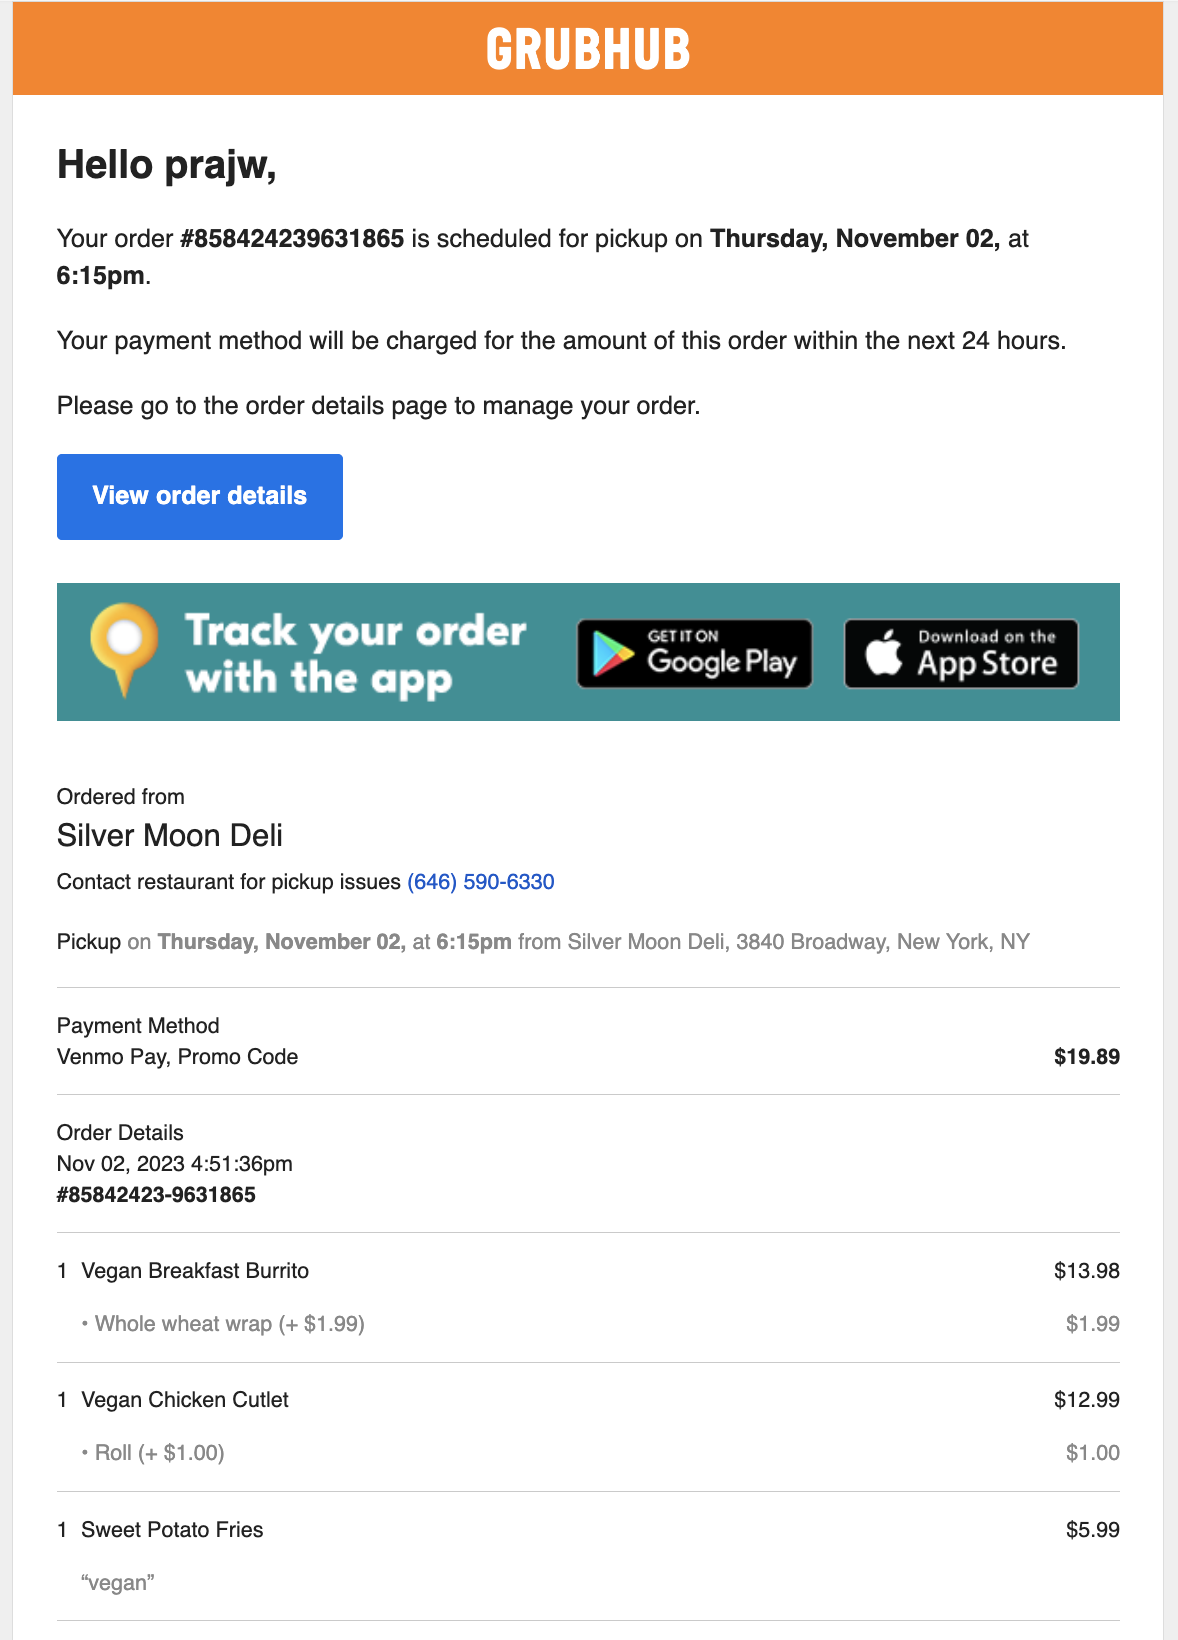 GRUBHUB
Hello prajw,
Your order #858424239631865 is scheduled for pickup on Thursday, November 02, at
6:15pm.
Your payment method will be charged for the amount of this order within the next 24 hours.
Please go to the order details page to manage your order.
View order details
Track your order
with the app
GET IT ON
Google Play
Download on the
App Store
Ordered from
Silver Moon Deli
Contact restaurant for pickup issues (646) 590-6330
Pickup on Thursday, November 02, at 6:15pm from Silver Moon Deli, 3840 Broadway, New York, NY
Payment Method
Venmo Pay, Promo Code $19.89
Order Details
Nov 02, 2023 4:51:36pm
#85842423-9631865
1 Vegan Breakfast Burrito $13.98
• Whole wheat wrap (+ $1.99) $1.99
1 Vegan Chicken Cutlet $12.99
• Roll (+ $1.00) $1.00
1 Sweet Potato Fries $5.99
“vegan”